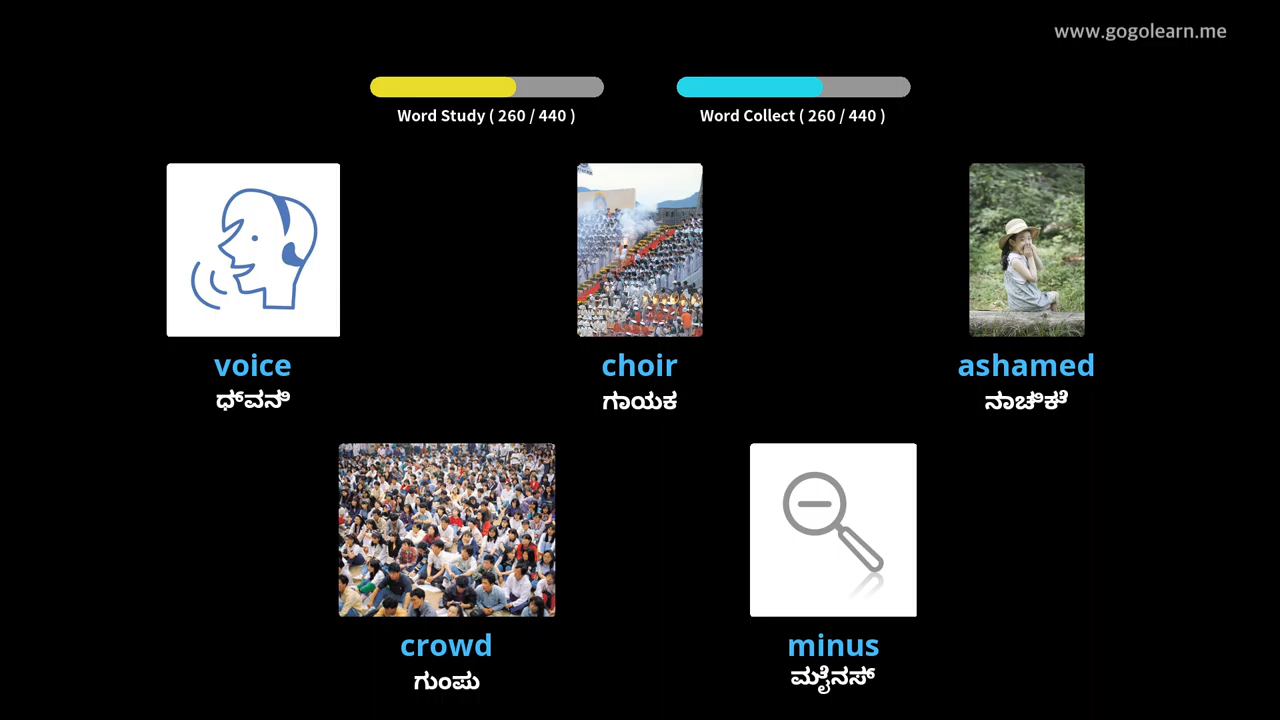 www.gogolearn.me
Word Study ( 260 / 440 )
Word Collect ( 260 / 440 )
voice
ಧ್ವನಿ
choir
ಗಾಯಕ
ashamed
ನಾಚಿಕೆ
crowd
ಗುಂಪು
minus
ಮೈನಸ್